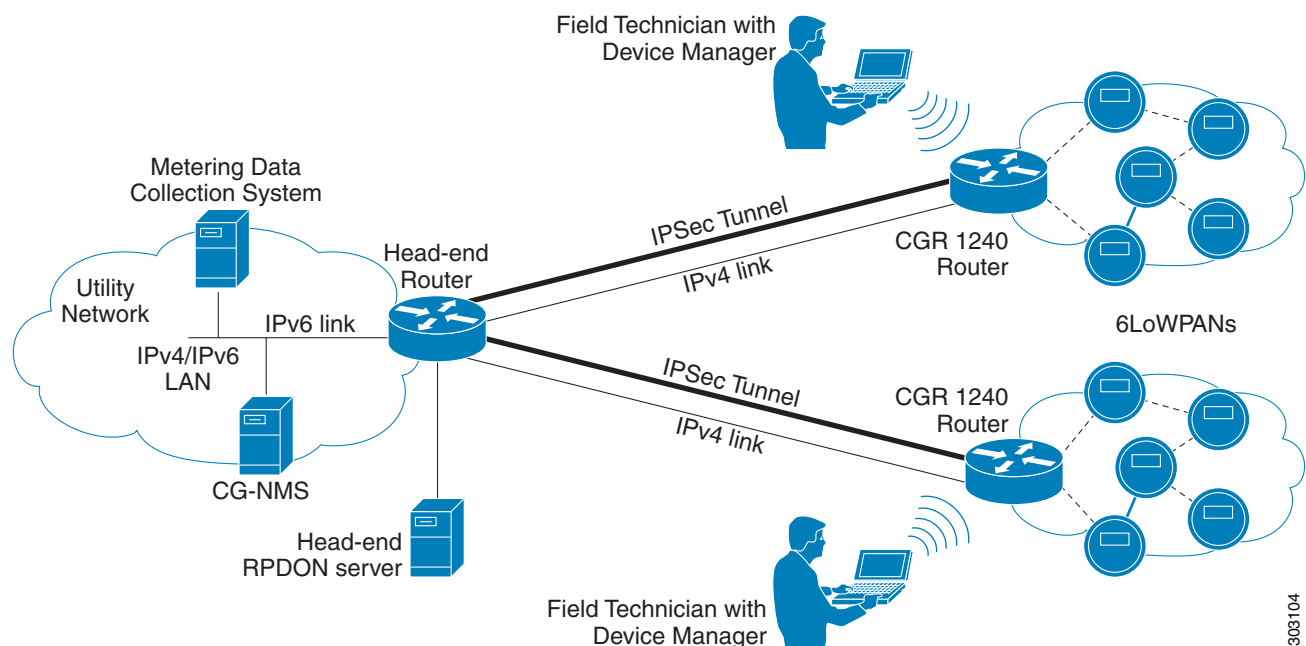 Field Technician with
Device Manager
Metering Data
Collection System
Utility
Network
Head-end
Router
IPv6 link
IPv4/IPv6
LAN
CG-NMS
Head-end
RPDON server
IPSec Tunnel
IPv4 link
CGR 1240
Router
6LoWPANs
IPSec Tunnel
IPv4 link
CGR 1240
Router
Field Technician with
Device Manager
303104